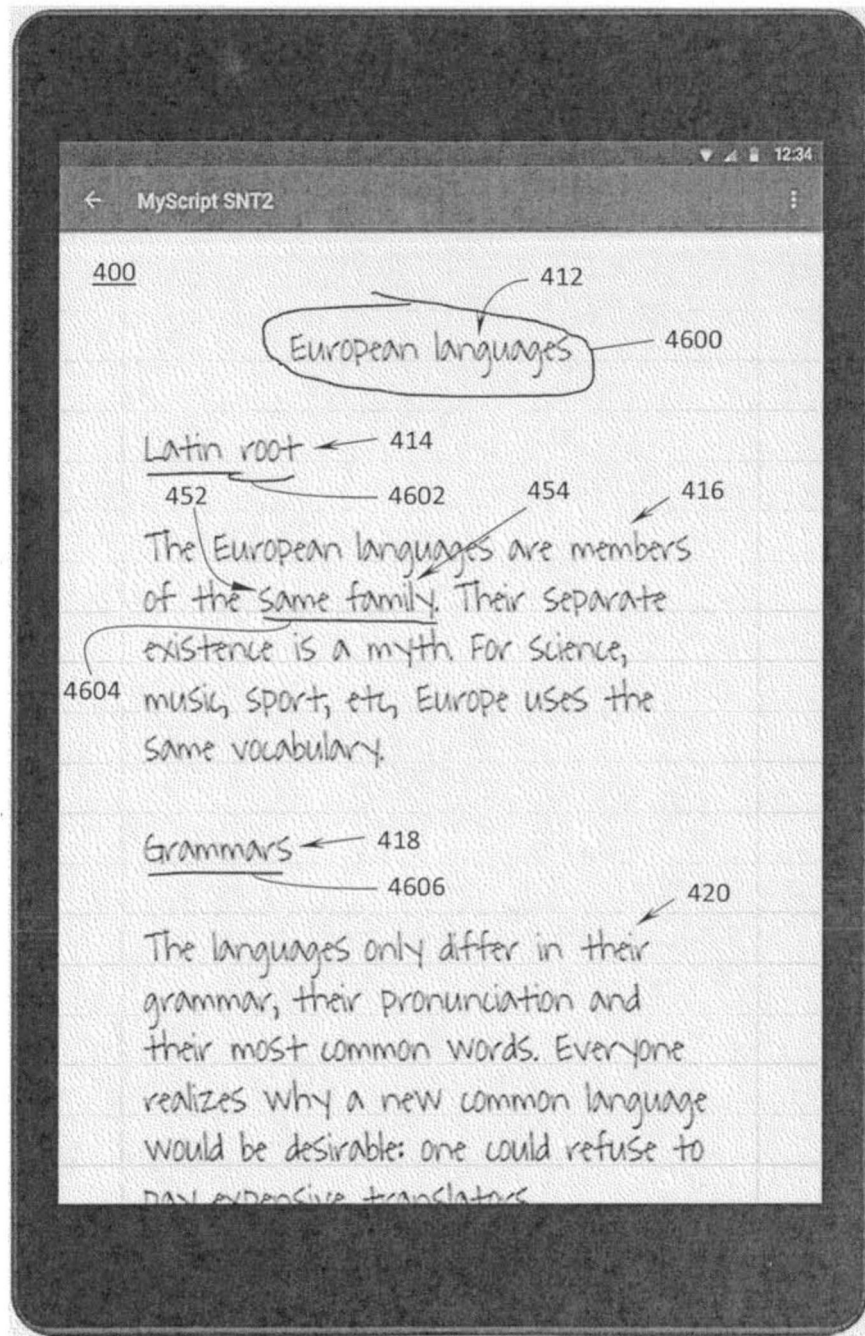 12:34
← MyScript SNT2
400
412
European languages
4600
Latin root
414
452
4602
454
416
The European languages are members
of the same family. Their separate
existence is a myth. For science,
4604
music, sport, etc, Europe uses the
same vocabulary.
Grammars
418
4606
420
The languages only differ in their
grammar, their pronunciation and
their most common words. Everyone
realizes why a new common language
would be desirable: one could refuse to
pay expensive translators